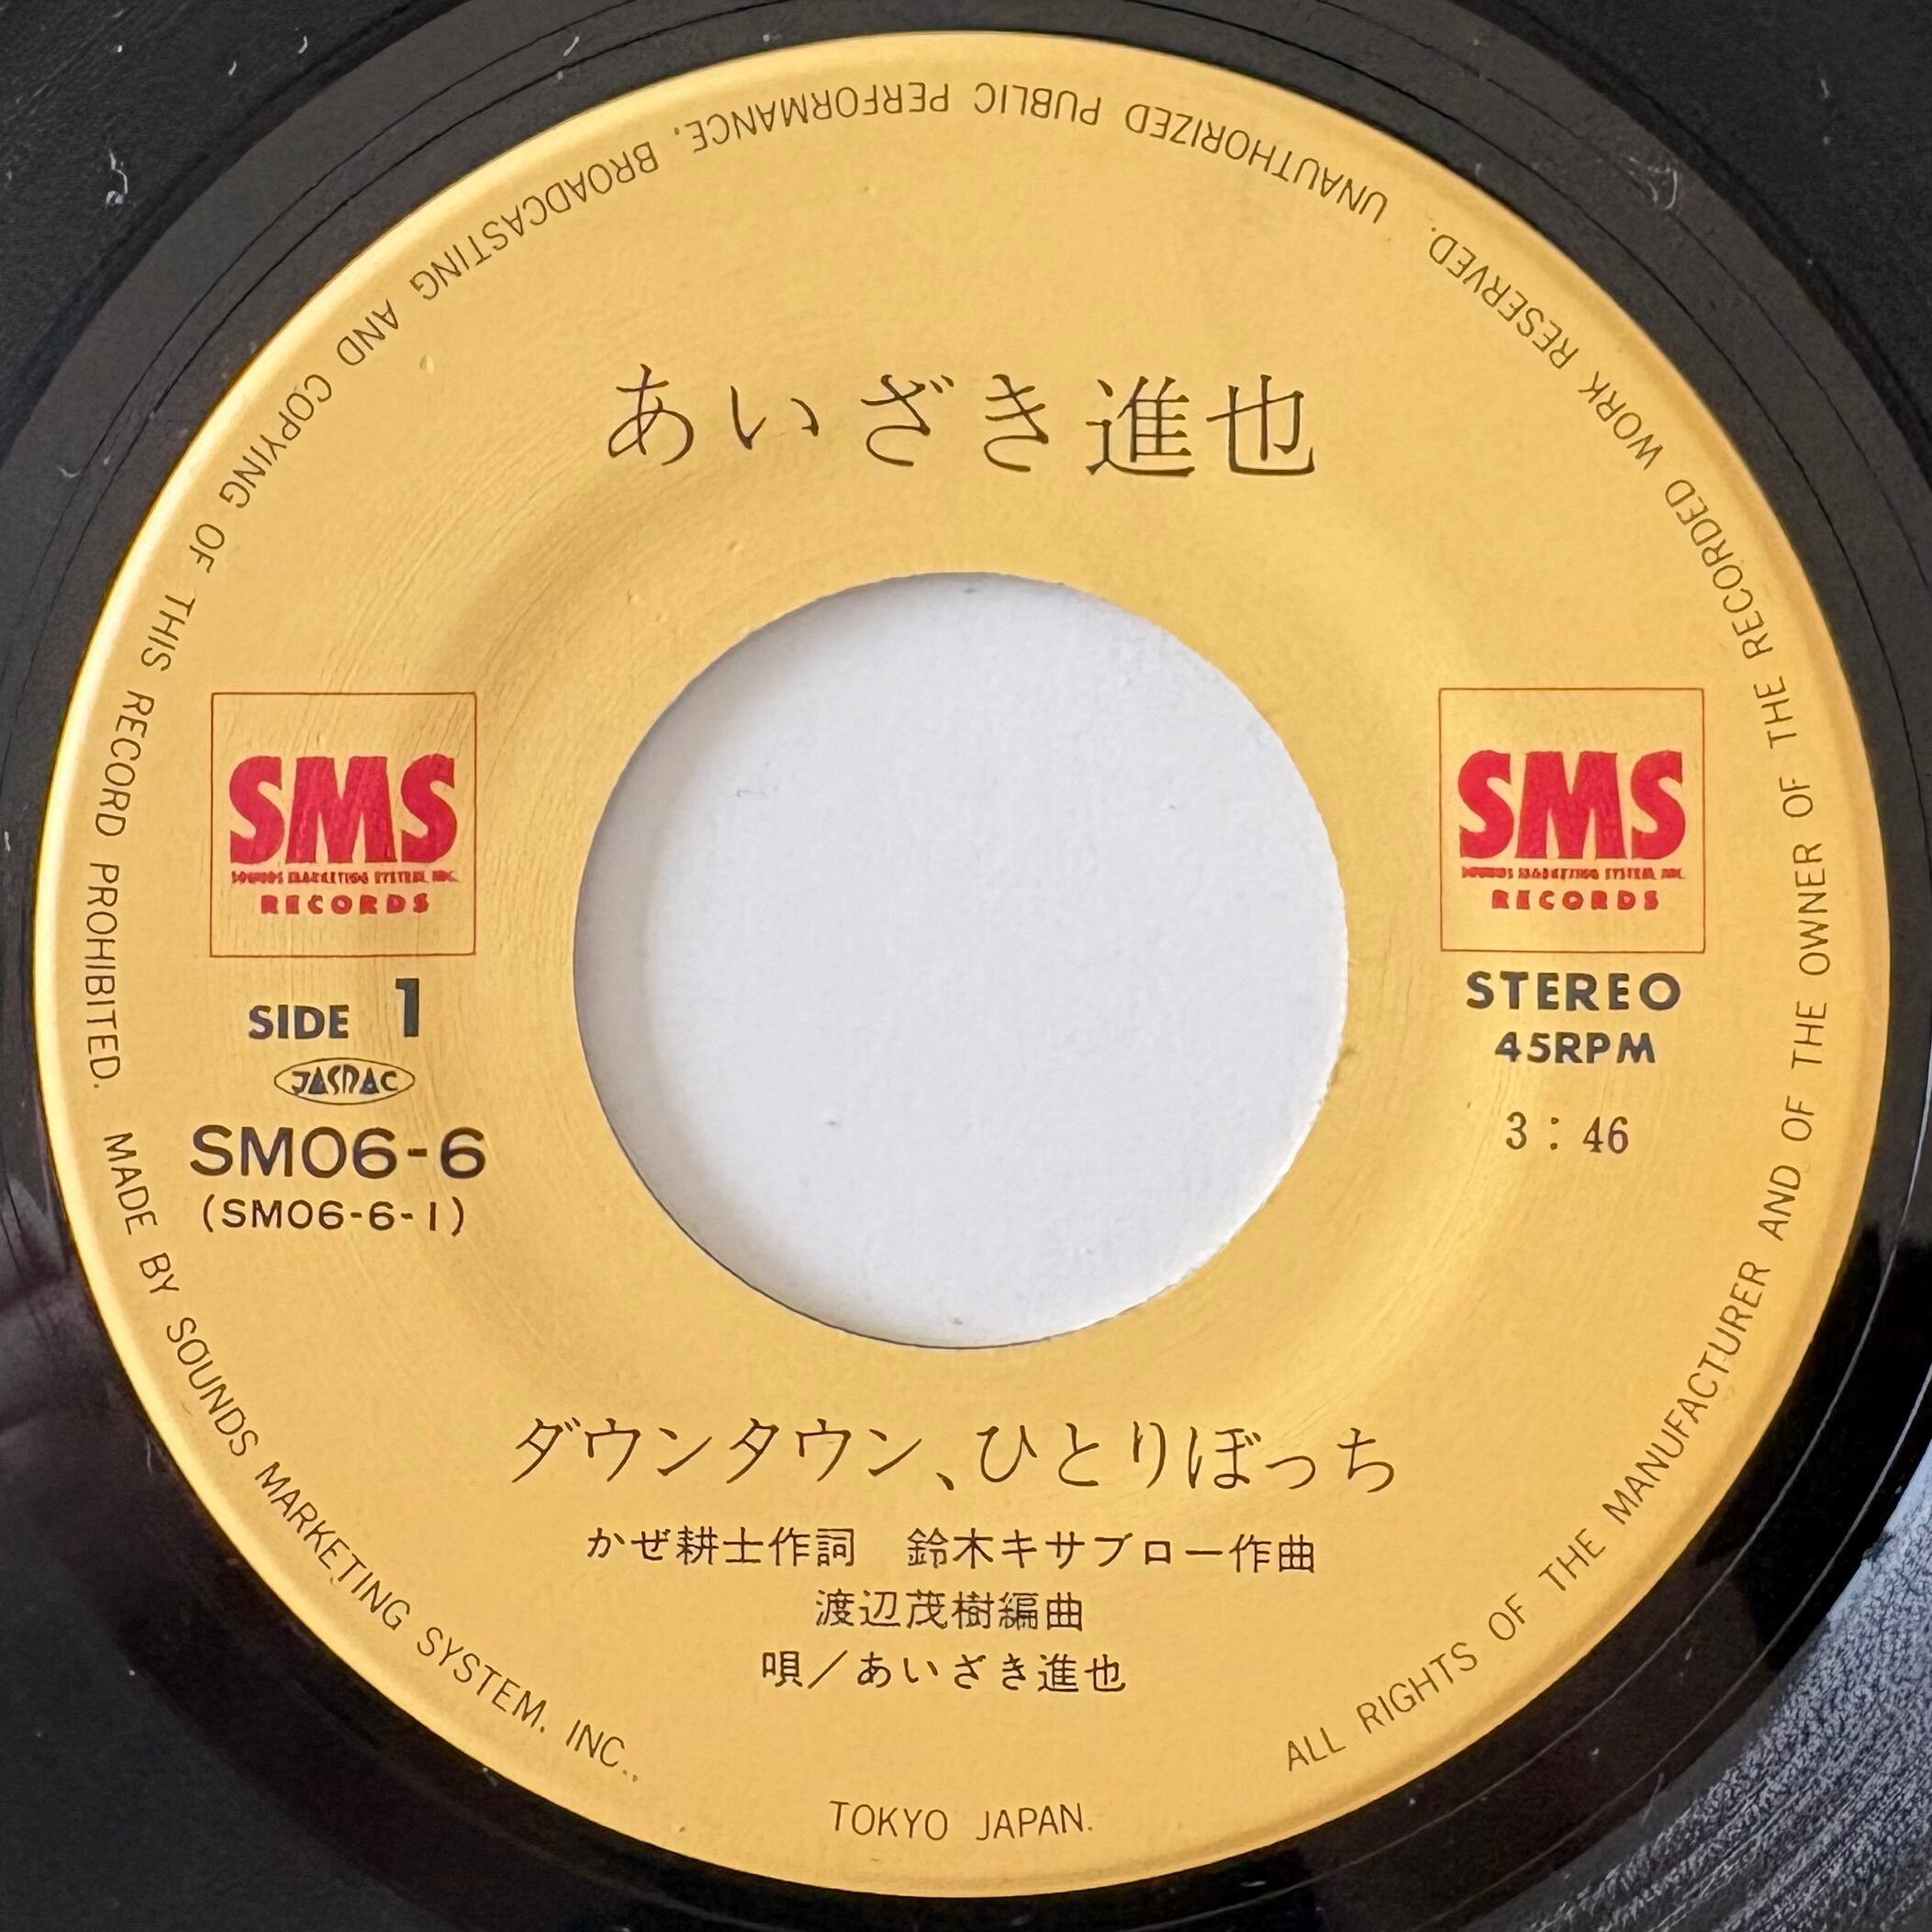 あいざき進也
SMS
SOUNDS MARKETING SYSTEM, INC.
RECORDS
SIDE 1
JASRAC
SM06-6
(SM06-6-1)
SMS
SOUNDS MARKETING SYSTEM, INC.
RECORDS
STEREO
45RPM
3:46
ダウンタウン、ひとりぼっち
かぜ耕士作詞 鈴木キサブロー作曲
渡辺茂樹編曲
唄/あいざき進也
ALL RIGHTS OF THE MANUFACTURER AND OF THE OWNER OF THE RECORDED WORK RESERVED. UNAUTHORIZED PUBLIC PERFORMANCE, BROADCASTING AND COPYING OF THIS RECORD PROHIBITED. MADE BY SOUNDS MARKETING SYSTEM. INC.,
TOKYO JAPAN.